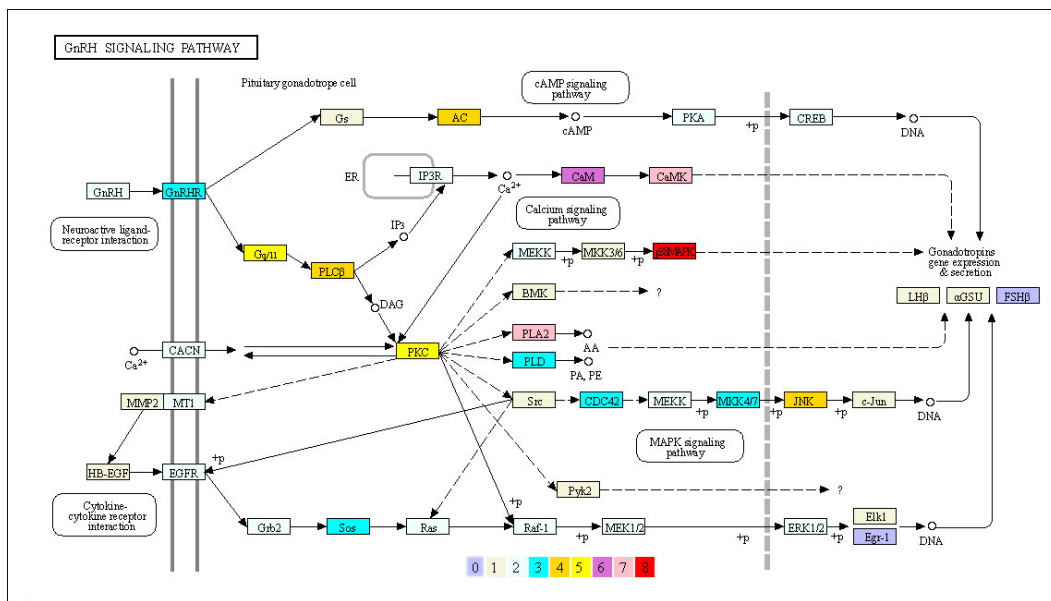 GnRH SIGNALING PATHWAY
Pituitary gonadotrope cell
cAMP signaling
pathway
Gs
AC
cAMP
PKA
+p
CREB
DNA
ER
IP3R
Ca2+
CaM
CaMK
GnRH
GnRHR
Calcium signaling
pathway
Neuroactive ligand-
receptor interaction
IP3
Gq/11
PLCβ
MEKK
+p
MKK3/6
+p
Gonadotropins
gene expression
& secretion
DAG
BMK
?
LHβ
αGSU
FSHβ
PLA2
AA
CACN
Ca2+
PKC
PLD
PA, PE
MMP2
MT1
Src
CDC42
MEKK
+p
MKK4/7
+p
JNK
+p
c-Jun
DNA
MAPK signaling
pathway
+p
HB-EGF
EGFR
Pyk2
?
Cytokine-
cytokine receptor
interaction
+p
Grb2
Sos
Ras
Raf-1
+p
MEK1/2
+p
ERK1/2
+p
Elk1
Egr-1
DNA
0 1 2 3 4 5 6 7 8